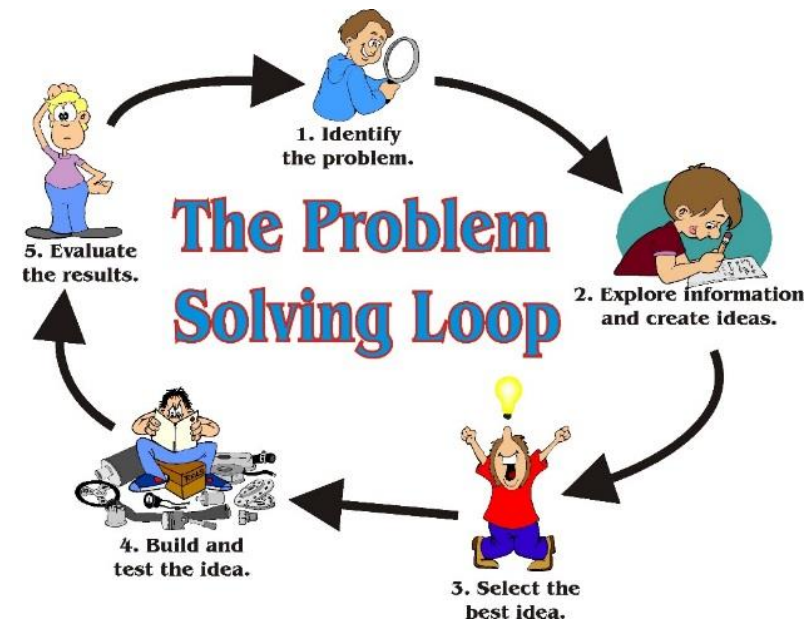 The Problem
Solving Loop
1. Identify
the problem.
2. Explore information
and create ideas.
3. Select the
best idea.
4. Build and
test the idea.
5. Evaluate
the results.